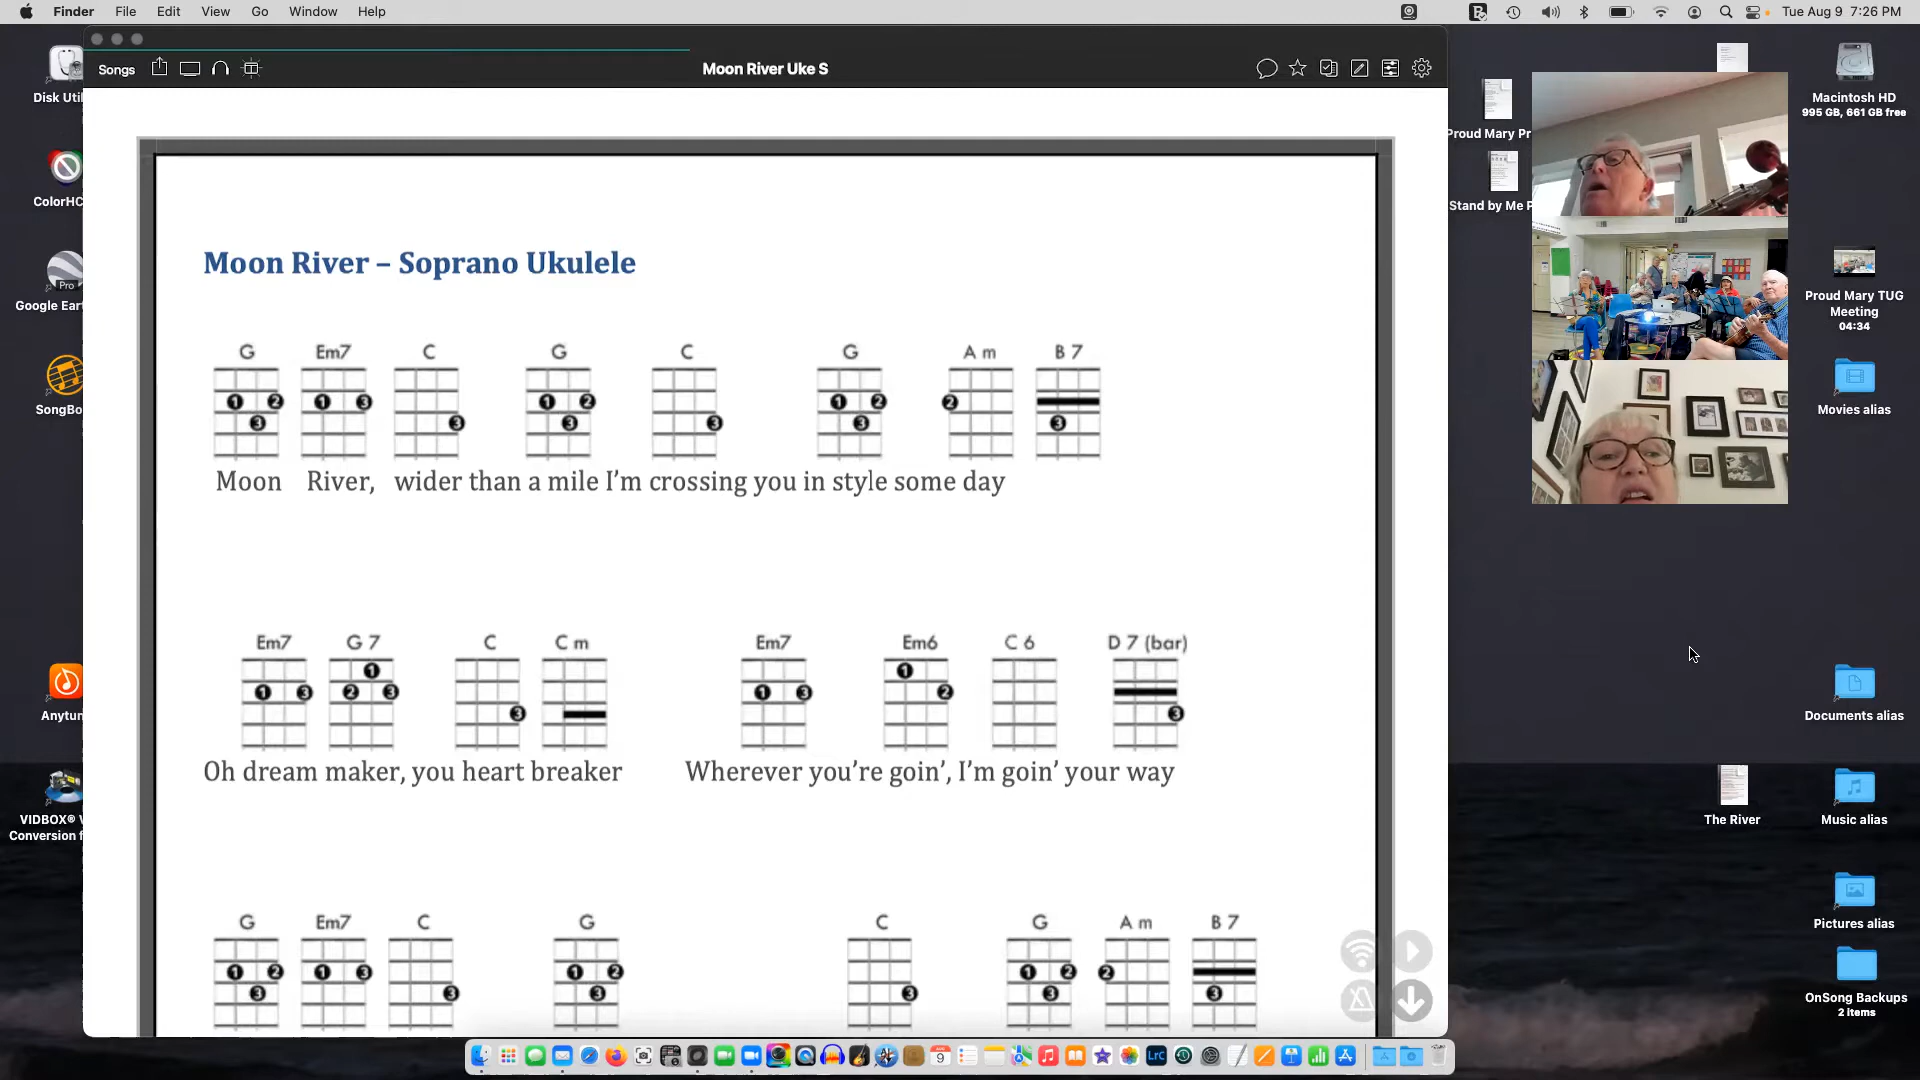 Finder File Edit View Go Window Help
Tue Aug 9 7:26 PM
Songs
Moon River Uke S
Moon River – Soprano Ukulele
G Em7 C G C G A m B 7
Moon River, wider than a mile I’m crossing you in style some day
Em7 G 7 C C m Em7 Em6 C 6 D 7 (bar)
Oh dream maker, you heart breaker Wherever you’re goin’, I’m goin’ your way
G Em7 C G C G A m B 7
Disk Util
ColorHC
Google Eart
Pro
SongBo
Anytun
VIDBOX® V
Conversion f
Proud Mary Pr
Stand by Me P
Macintosh HD
995 GB, 661 GB free
Proud Mary TUG
Meeting
04:34
Movies alias
Documents alias
The River
Music alias
Pictures alias
OnSong Backups
2 items
9
LrC